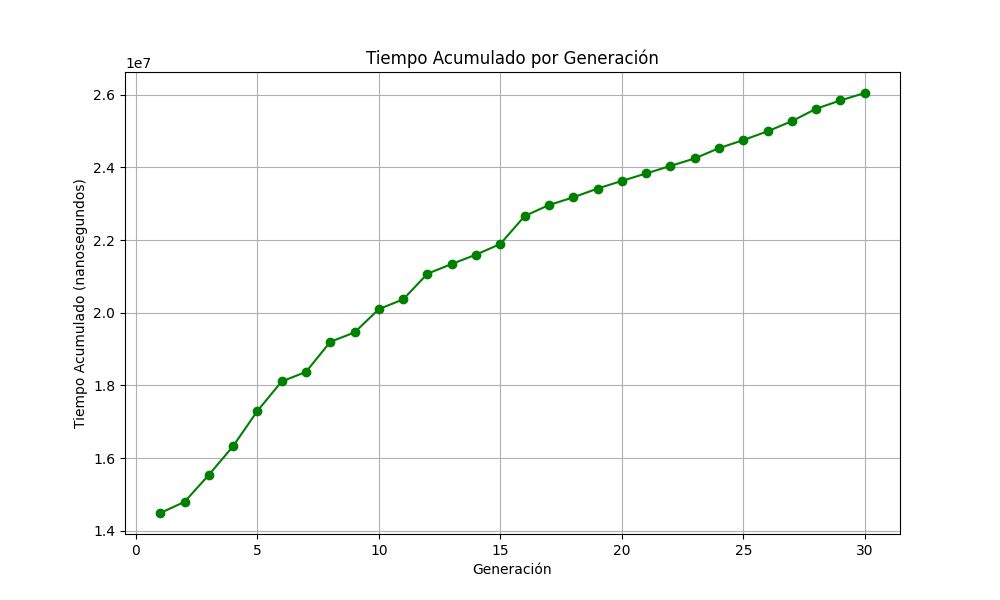 Tiempo Acumulado por Generación
1e7
2.6
2.4
2.2
2.0
1.8
1.6
1.4
Tiempo Acumulado (nanosegundos)
0 5 10 15 20 25 30
Generación